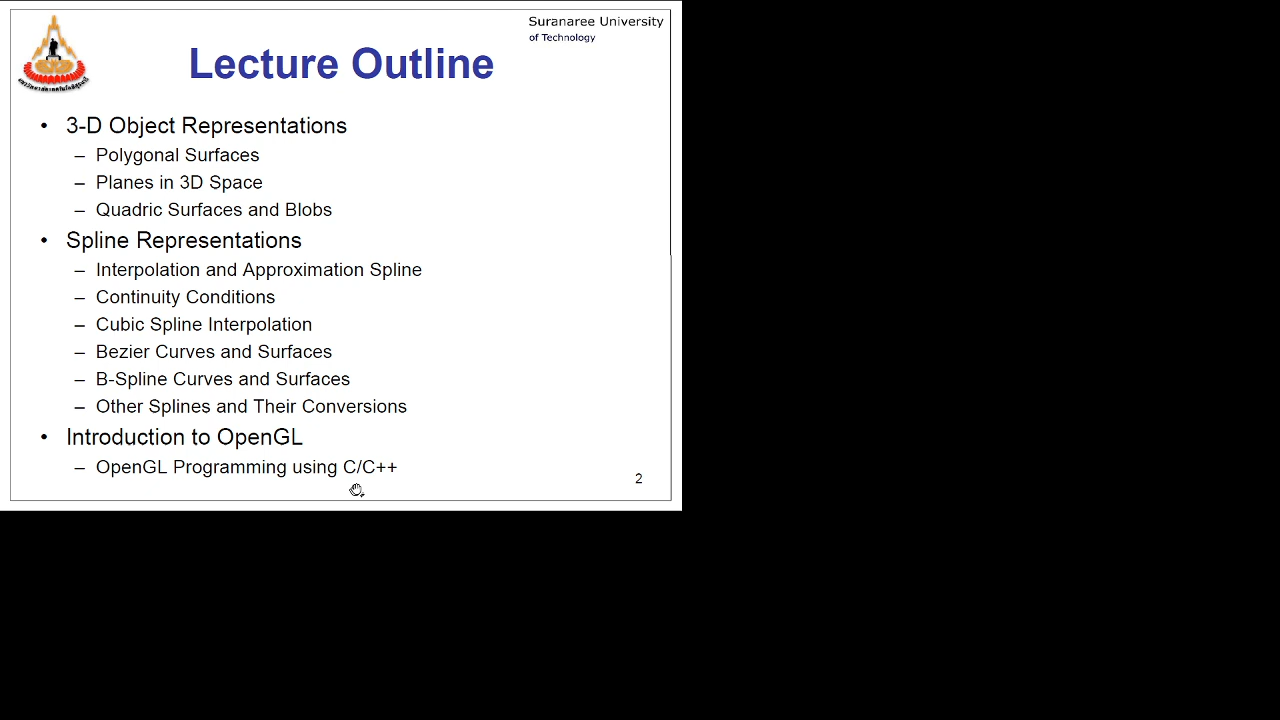 Suranaree University
of Technology
Lecture Outline
• 3-D Object Representations
– Polygonal Surfaces
– Planes in 3D Space
– Quadric Surfaces and Blobs
• Spline Representations
– Interpolation and Approximation Spline
– Continuity Conditions
– Cubic Spline Interpolation
– Bezier Curves and Surfaces
– B-Spline Curves and Surfaces
– Other Splines and Their Conversions
• Introduction to OpenGL
– OpenGL Programming using C/C++
2